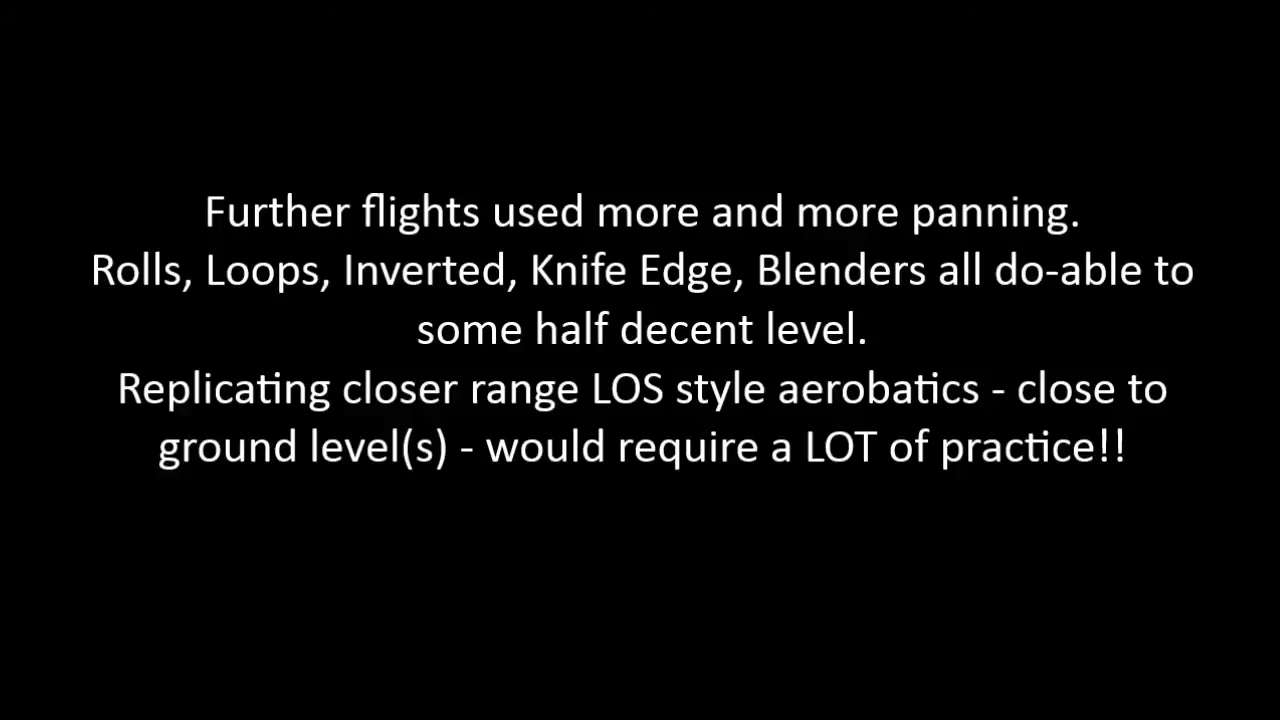 Further flights used more and more panning.
Rolls, Loops, Inverted, Knife Edge, Blenders all do-able to
some half decent level.
Replicating closer range LOS style aerobatics - close to
ground level(s) - would require a LOT of practice!!